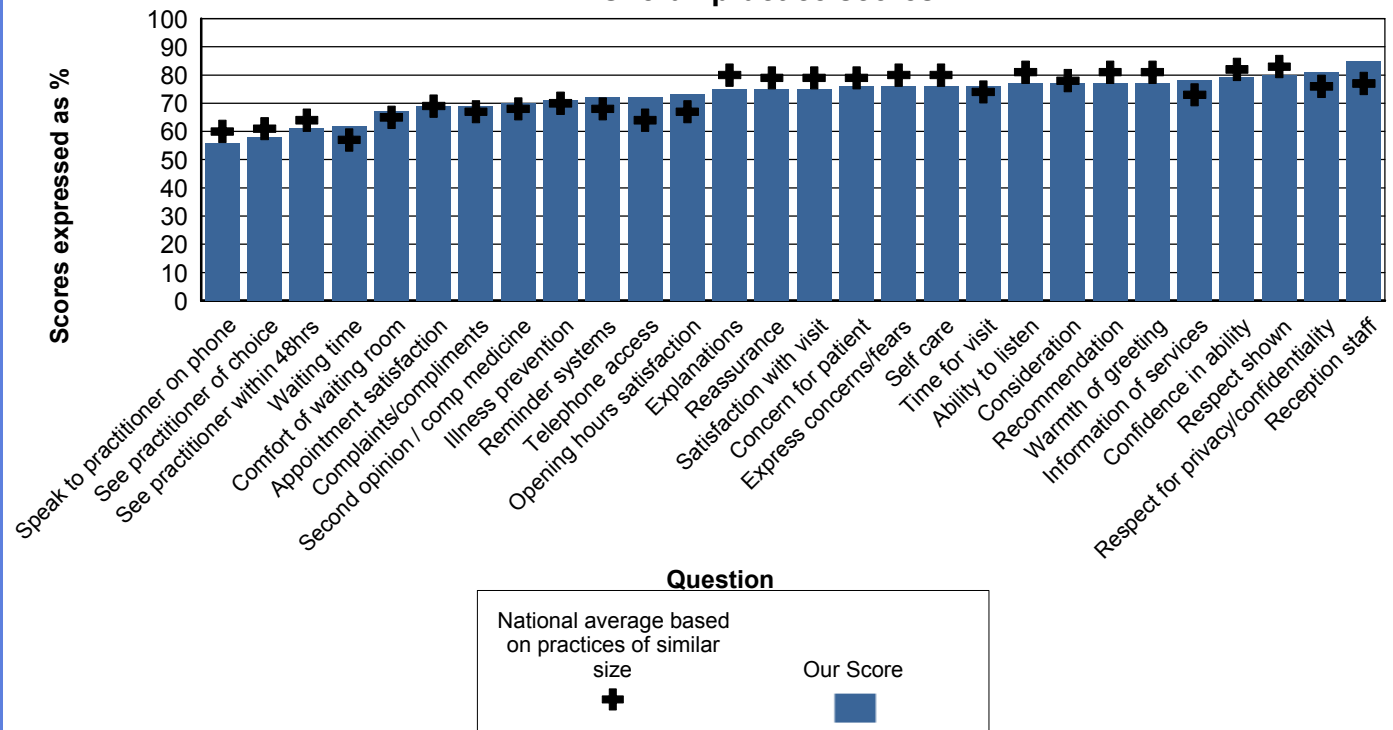 Scores expressed as %
100
90
80
70
60
50
40
30
20
10
0
Speak to practitioner on phone
See practitioner of choice
See practitioner within 48hrs
Waiting time
Comfort of waiting room
Appointment satisfaction
Complaints/compliments
Second opinion / comp medicine
Illness prevention
Reminder systems
Telephone access
Opening hours satisfaction
Explanations
Reassurance
Satisfaction with visit
Concern for patient
Express concerns/fears
Self care
Time for visit
Ability to listen
Consideration
Recommendation
Warmth of greeting
Information of services
Confidence in ability
Respect shown
Respect for privacy/confidentiality
Reception staff
Question
National average based
on practices of similar
size
Our Score